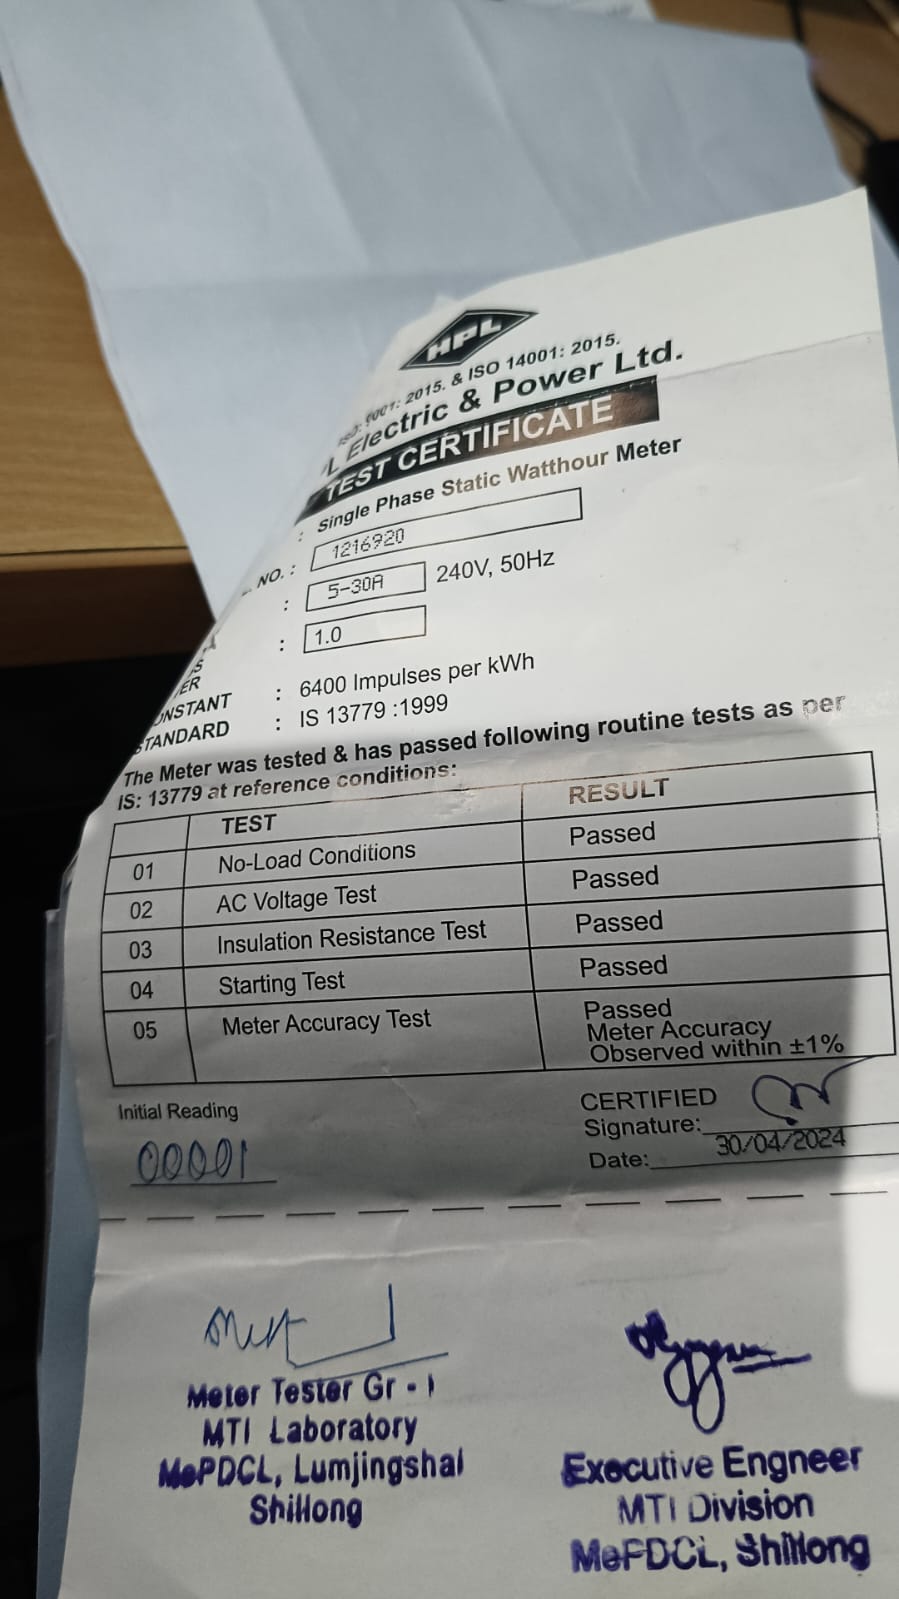 HPL
ISO: 9001: 2015. & ISO 14001: 2015.
L Electric & Power Ltd.
TEST CERTIFICATE
: Single Phase Static Watthour Meter
NO. : 1216920
: 5-30A 240V, 50Hz
: 1.0
S
ER
ONSTANT : 6400 Impulses per kWh
STANDARD : IS 13779 :1999
The Meter was tested & has passed following routine tests as per
IS: 13779 at reference conditions:
TEST RESULT
01 No-Load Conditions Passed
02 AC Voltage Test Passed
03 Insulation Resistance Test Passed
04 Starting Test Passed
05 Meter Accuracy Test Passed
Meter Accuracy
Observed within ±1%
Initial Reading
00001
CERTIFIED
Signature:
Date: 30/04/2024
Meter Tester Gr - I
MTI Laboratory
MePDCL, Lumjingshai
Shillong
Executive Engneer
MTI Division
MePDCL, Shillong